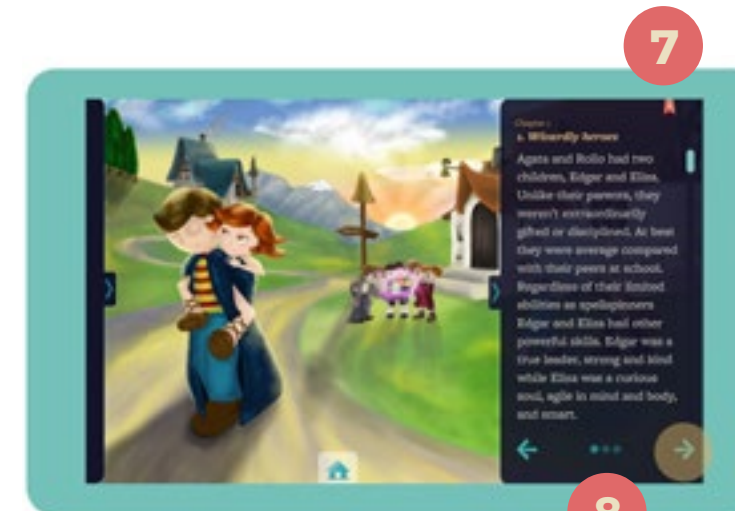 7
Chapter 1
1. Wizardly heroes
Agata and Rollo had two
children, Edgar and Eliza.
Unlike their parents, they
weren't extraordinarily
gifted or disciplined. At best
they were average compared
with their peers at school.
Regardless of their limited
abilities as spellspinners
Edgar and Eliza had other
powerful skills. Edgar was a
true leader, strong and kind
while Eliza was a curious
soul, agile in mind and body,
and smart.
8